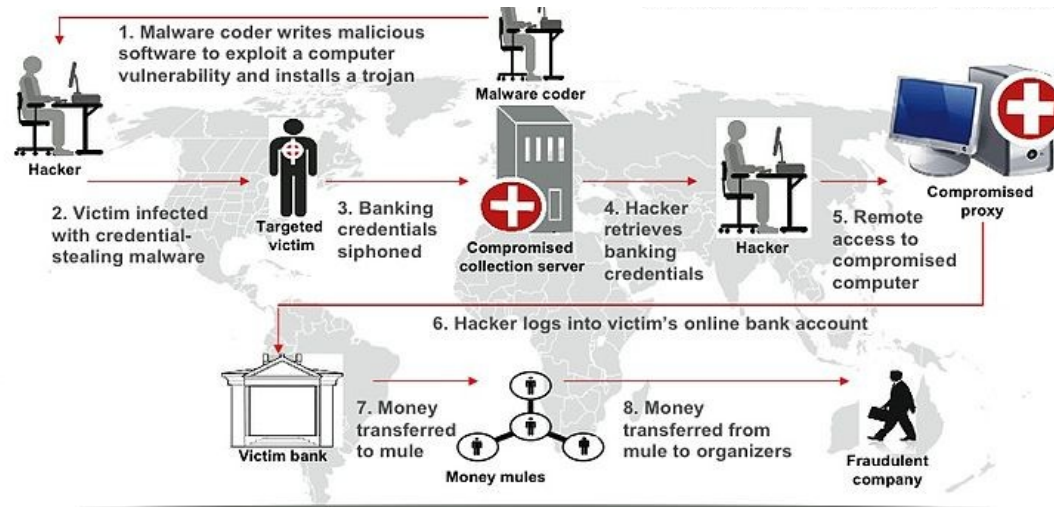 1. Malware coder writes malicious
software to exploit a computer
vulnerability and installs a trojan
Malware coder
Hacker
2. Victim infected
with credential-
stealing malware
Targeted
victim
3. Banking
credentials
siphoned
Compromised
collection server
4. Hacker
retrieves
banking
credentials
Hacker
5. Remote
access to
compromised
computer
Compromised
proxy
6. Hacker logs into victim's online bank account
Victim bank
7. Money
transferred
to mule
Money mules
8. Money
transferred from
mule to organizers
Fraudulent
company